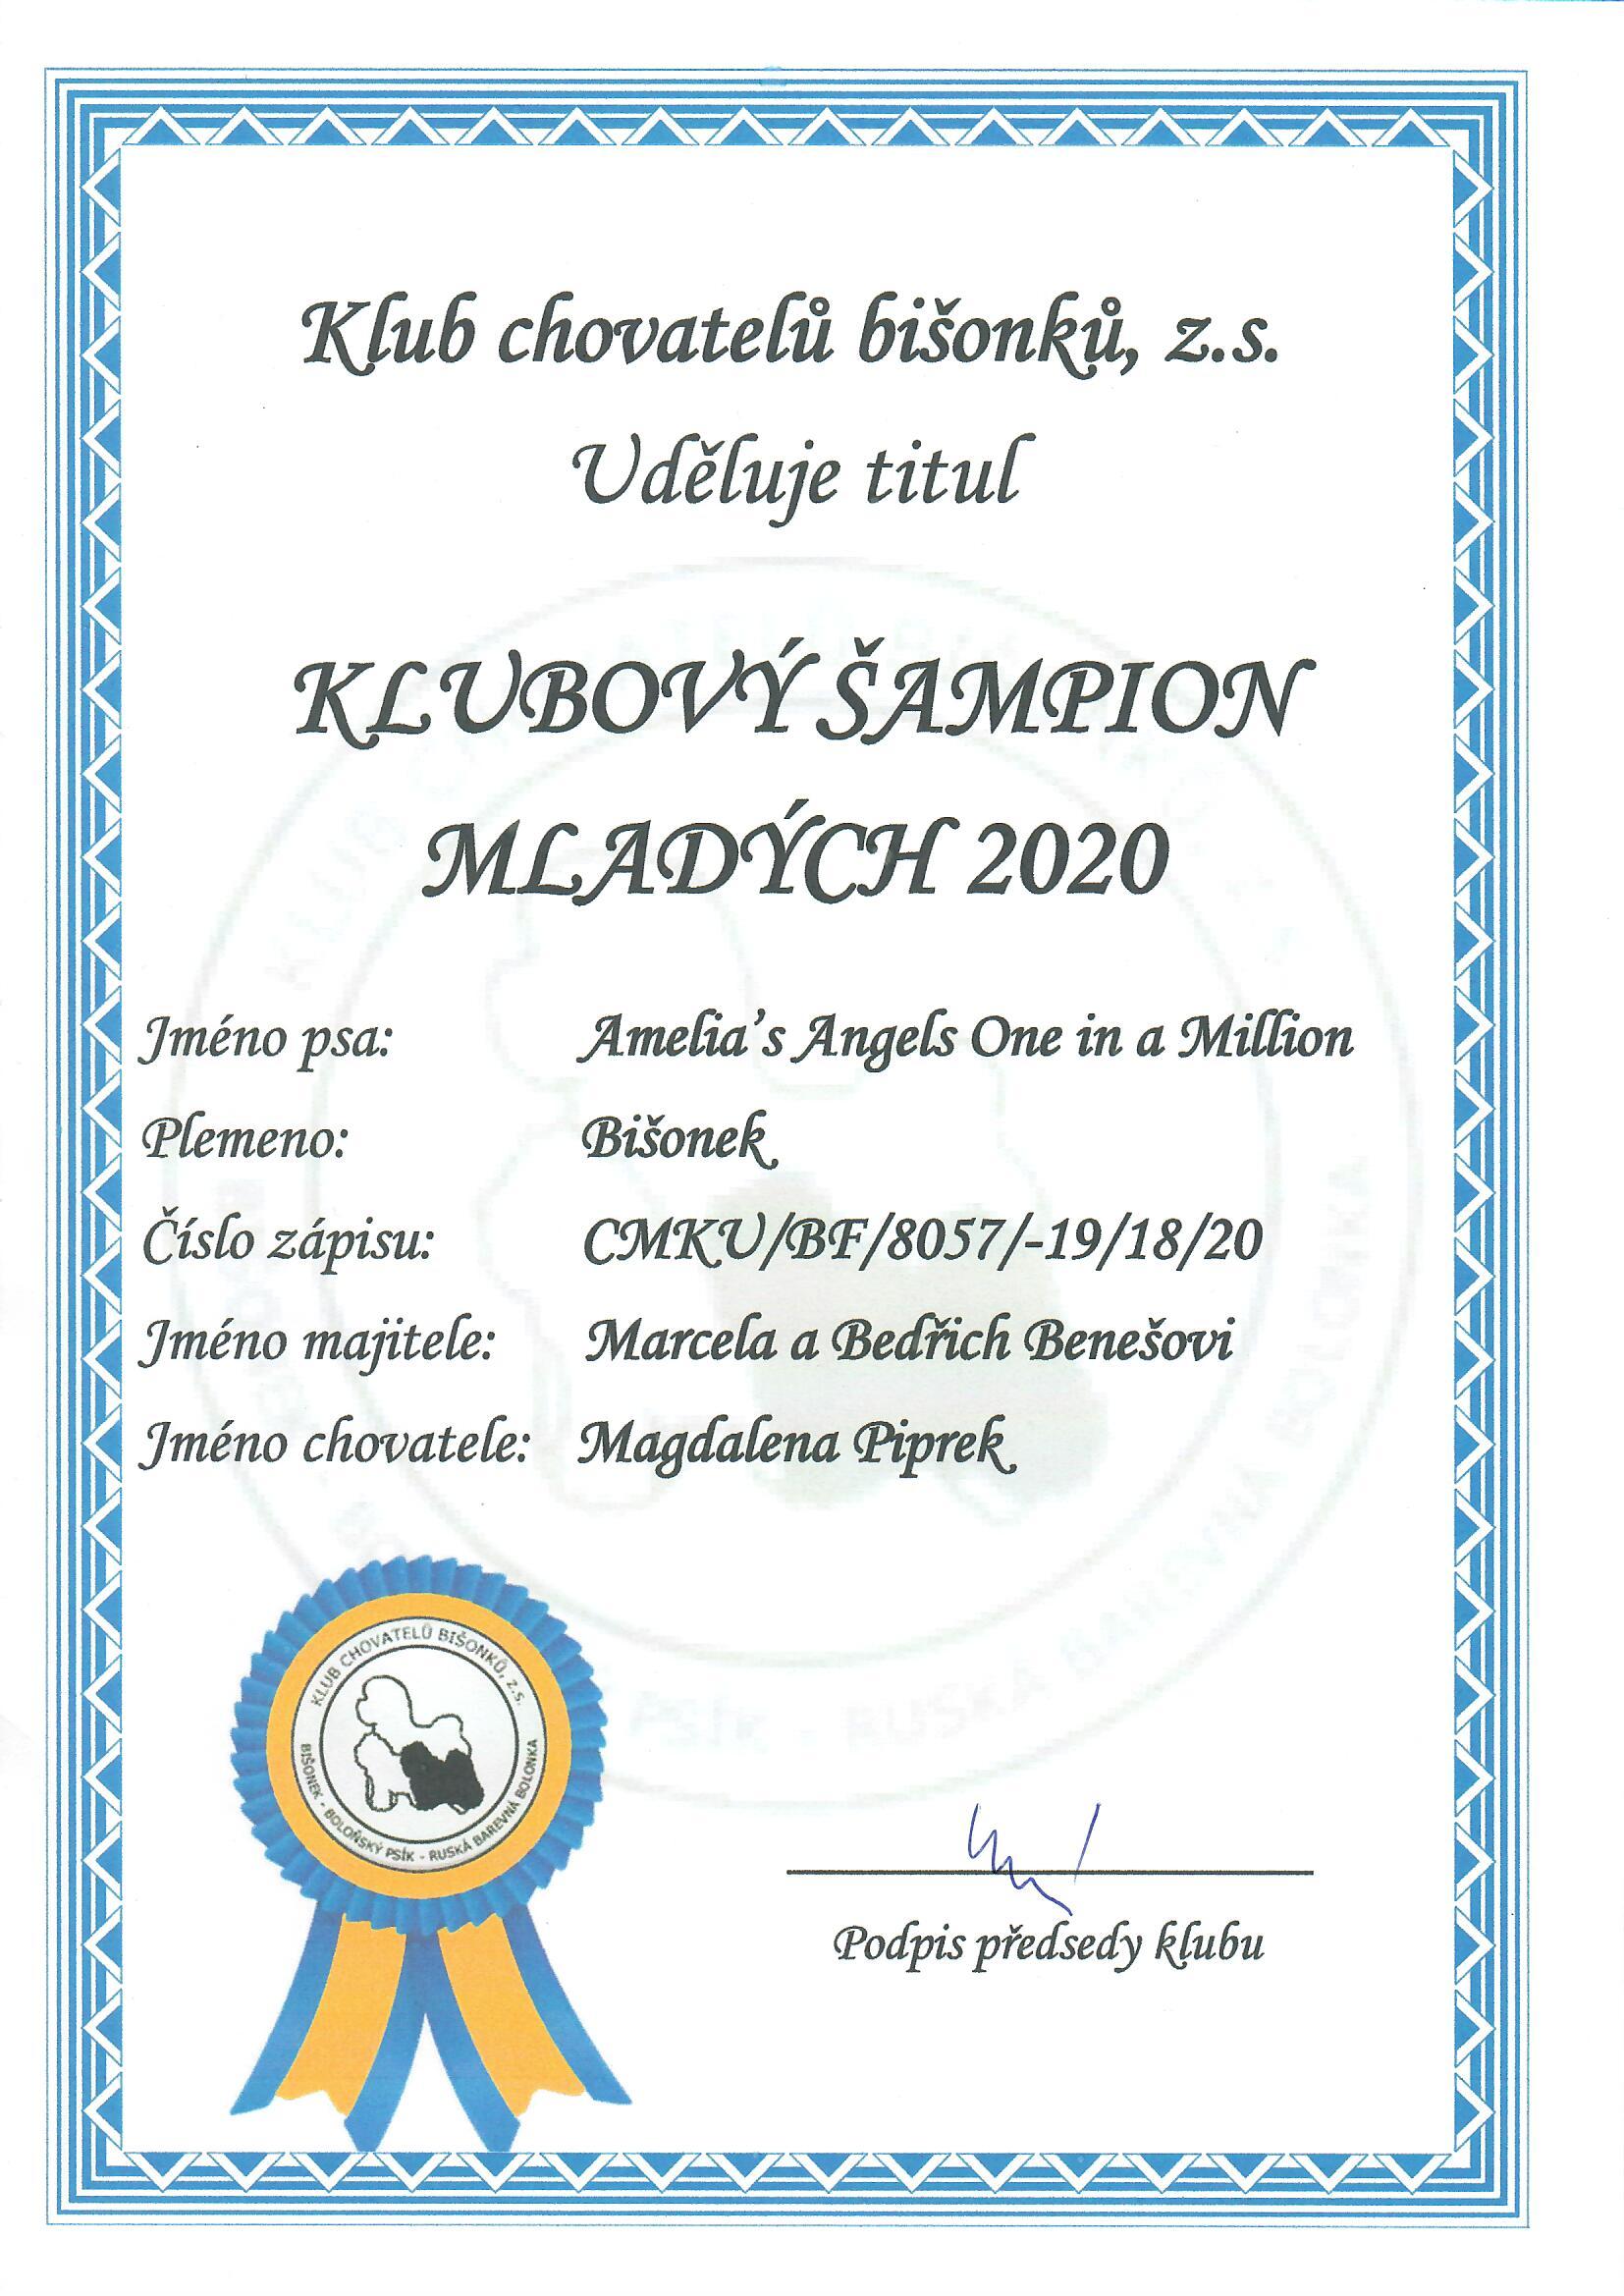 Klub chovatelů bišonků, z.s.
Uděluje titul
KLUBOVÝ ŠAMPION
MLADÝCH 2020
Jméno psa: Amelia’s Angels One in a Million
Plemeno: Bišonek
Číslo zápisu: CMKU/BF/8057/-19/18/20
Jméno majitele: Marcela a Bedřich Benešovi
Jméno chovatele: Magdalena Piprek
KLUB CHOVATELŮ BIŠONKŮ, z.s.
BIŠONEK - BOLOŇSKÝ PSÍK - RUSKÁ BAREVNÁ BOLONKA
Podpis předsedy klubu